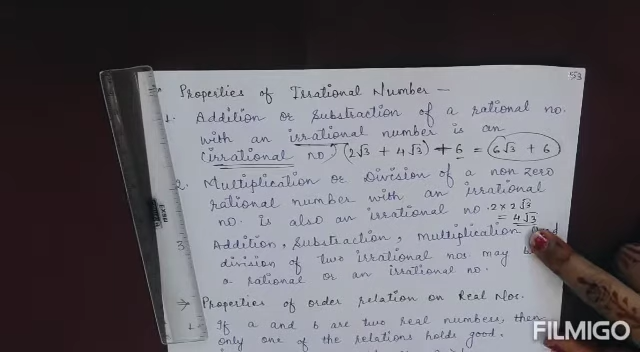 53
→ Properties of Irrational Number —
1. Addition or Substraction of a rational no.
with an irrational number is an
(irrational no) (2√3 + 4√3) + 6 = 6√3 + 6
2. Multiplication or Division of a non zero
rational number with an irrational
no. is also an irrational no. 2 × 2√3
= 4√3
3. Addition, Substraction, Multiplication and
division of two irrational nos. may
a rational or an irrational no.
→ Properties of order relation on Real Nos.
1. If a and b are two real numbers, then
only one of the relations holds good.
FILMIGO